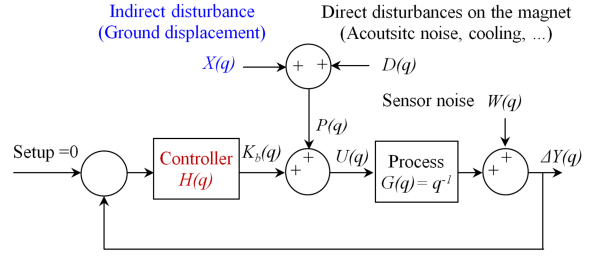 Indirect disturbance
(Ground displacement)
Direct disturbances on the magnet
(Acoutsitc noise, cooling, ...)
X(q)
+ +
D(q)
Sensor noise W(q)
P(q)
Setup =0
Controller
H(q)
K_b(q)
+
+
U(q)
Process
G(q) = q^-1
+
+
ΔY(q)